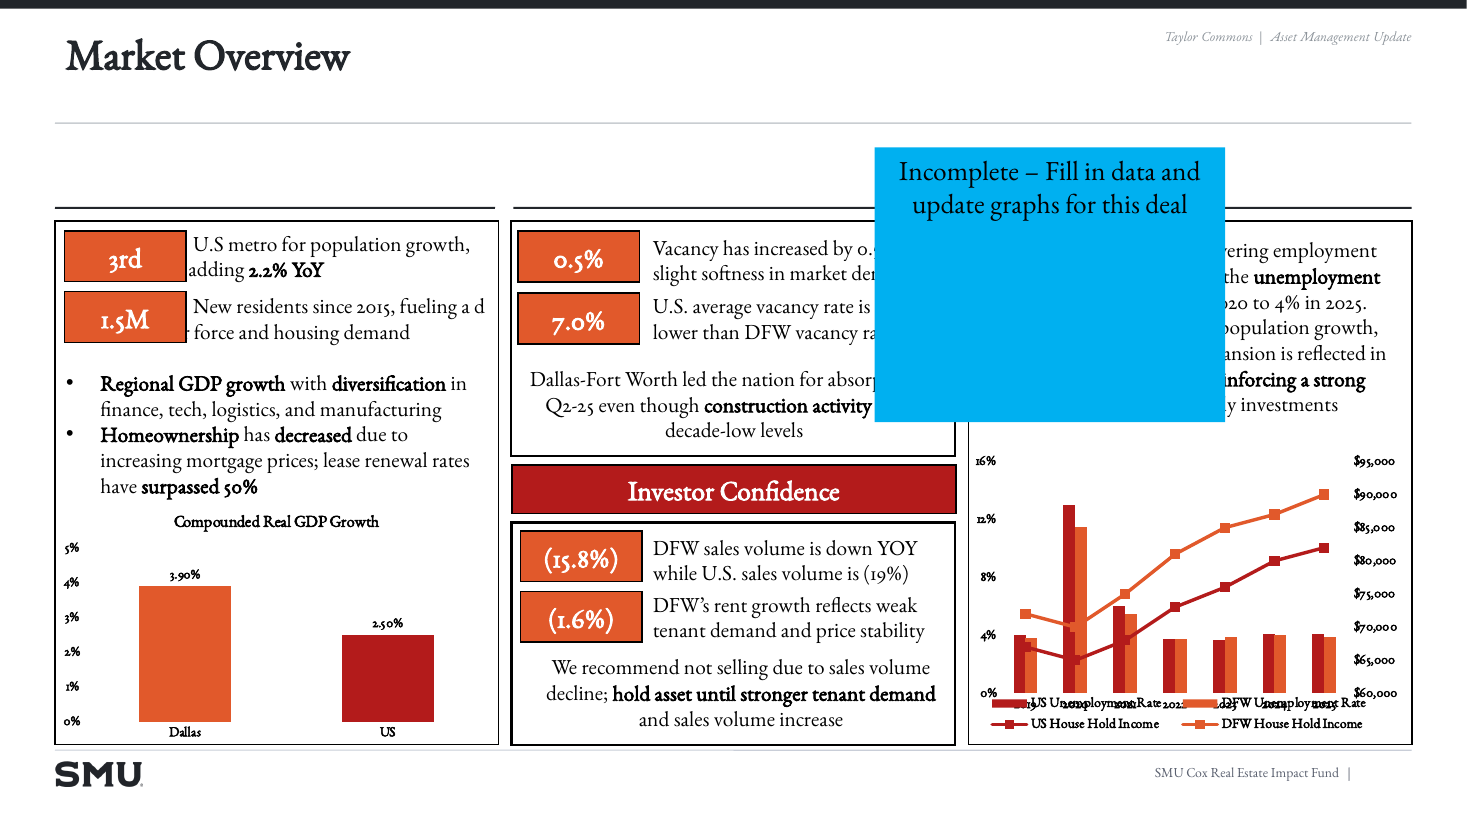 Taylor Commons | Asset Management Update
Market Overview
Incomplete – Fill in data and
update graphs for this deal
3rd
U.S metro for population growth,
adding 2.2% YoY
1.5M
New residents since 2015, fueling a d
force and housing demand
• Regional GDP growth with diversification in
finance, tech, logistics, and manufacturing
• Homeownership has decreased due to
increasing mortgage prices; lease renewal rates
have surpassed 50%
Compounded Real GDP Growth
5%
4%
3%
2%
1%
0%
3.90%
2.50%
Dallas
US
0.5%
Vacancy has increased by 0.
slight softness in market
7.0%
U.S. average vacancy rate is
lower than DFW vacancy
Dallas-Fort Worth led the nation for
Q2-25 even though construction activity
decade-low levels
Investor Confidence
(15.8%)
DFW sales volume is down YOY
while U.S. sales volume is (19%)
(1.6%)
DFW's rent growth reflects weak
tenant demand and price stability
We recommend not selling due to sales volume
decline; hold asset until stronger tenant demand
and sales volume increase
employment
the unemployment
to 4% in 2025.
population growth,
is reflected in
a strong
investments
16%
12%
8%
4%
0%
$95,000
$90,000
$85,000
$80,000
$75,000
$70,000
$65,000
$60,000
US Unemployment Rate
DFW Unemployment Rate
US House Hold Income
DFW House Hold Income
SMU
SMU Cox Real Estate Impact Fund |